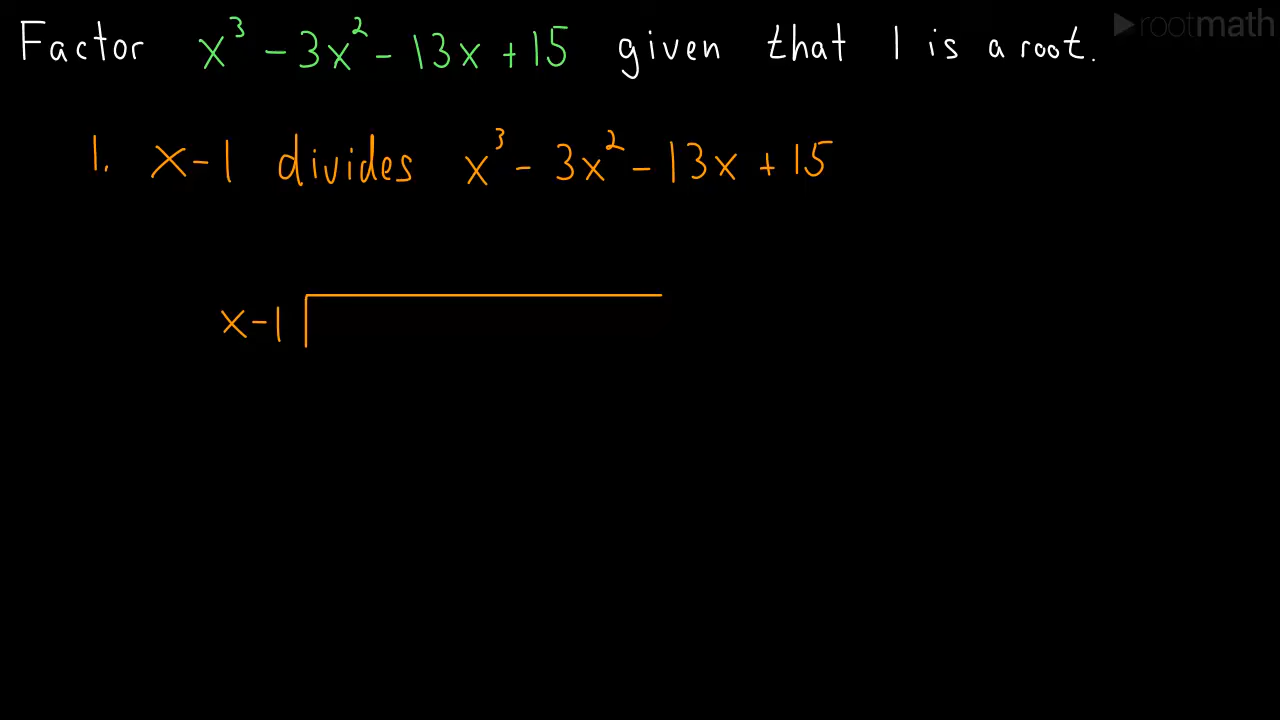 Factor x³ - 3x² - 13x + 15 given that 1 is a root.
rootmath
1. x-1 divides x³ - 3x² - 13x + 15
x-1